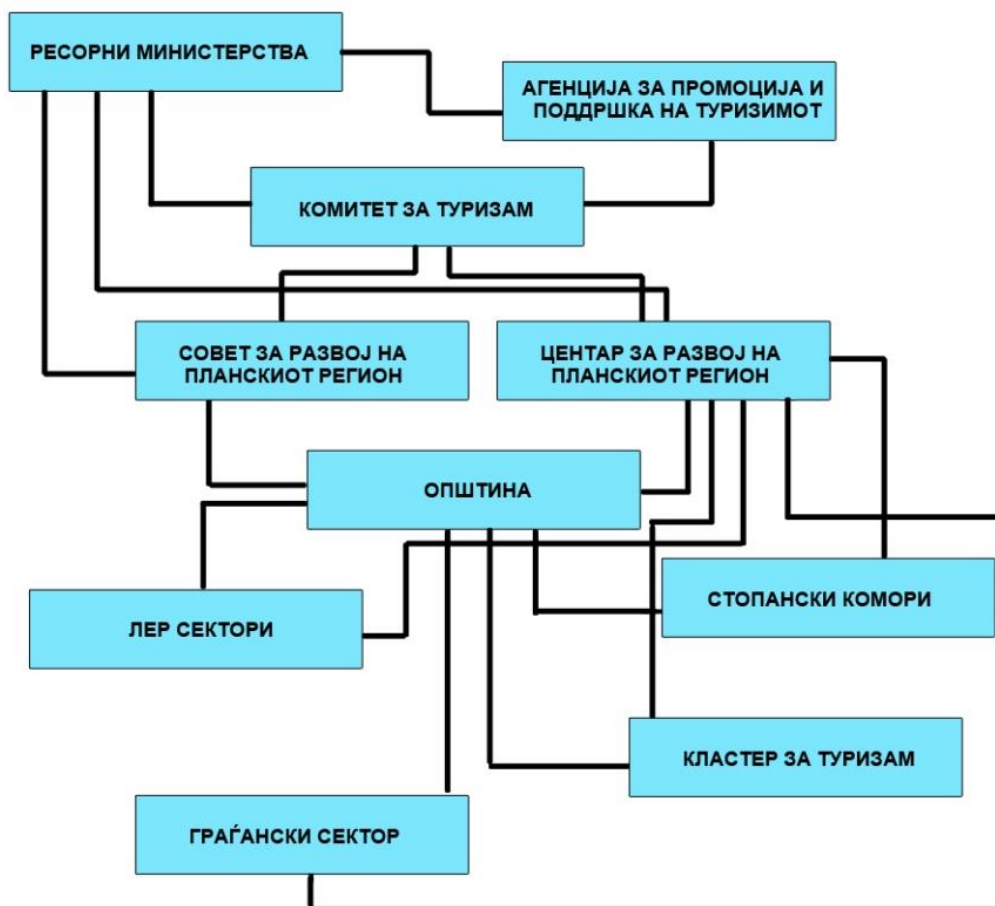 РЕСОРНИ МИНИСТЕРСТВА
АГЕНЦИЈА ЗА ПРОМОЦИЈА И
ПОДДРШКА НА ТУРИЗИМОТ
КОМИТЕТ ЗА ТУРИЗАМ
СОВЕТ ЗА РАЗВОЈ НА
ПЛАНСКИОТ РЕГИОН
ЦЕНТАР ЗА РАЗВОЈ НА
ПЛАНСКИОТ РЕГИОН
ОПШТИНА
СТОПАНСКИ КОМОРИ
ЛЕР СЕКТОРИ
КЛАСТЕР ЗА ТУРИЗАМ
ГРАЃАНСКИ СЕКТОР